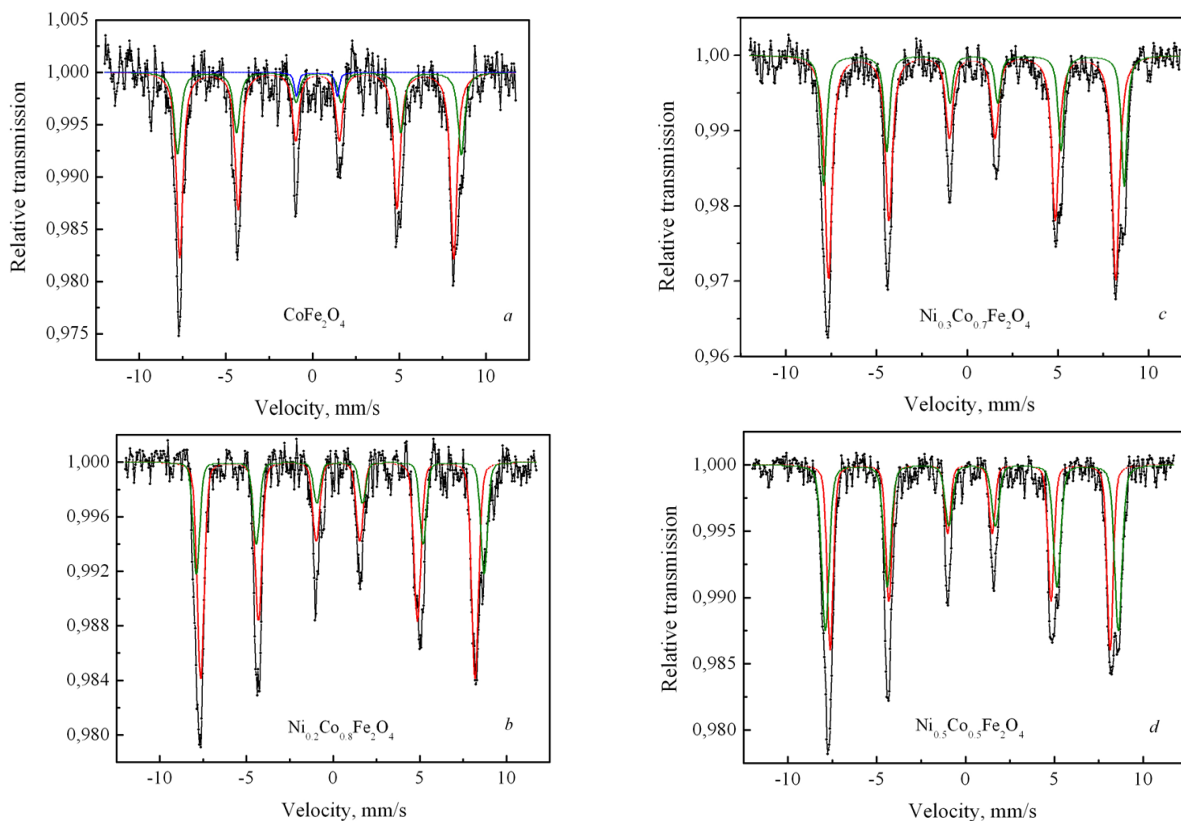 1,005
1,000
0,995
0,990
0,985
0,980
0,975
Relative transmission
CoFe₂O₄
a
-10 -5 0 5 10
Velocity, mm/s
1,00
0,99
0,98
0,97
0,96
Relative transmission
Ni₀.₃Co₀.₇Fe₂O₄
c
-10 -5 0 5 10
Velocity, mm/s
1,000
0,996
0,992
0,988
0,984
0,980
Relative transmission
Ni₀.₂Co₀.₈Fe₂O₄
b
-10 -5 0 5 10
Velocity, mm/s
1,000
0,995
0,990
0,985
0,980
Relative transmission
Ni₀.₅Co₀.₅Fe₂O₄
d
-10 -5 0 5 10
Velocity, mm/s